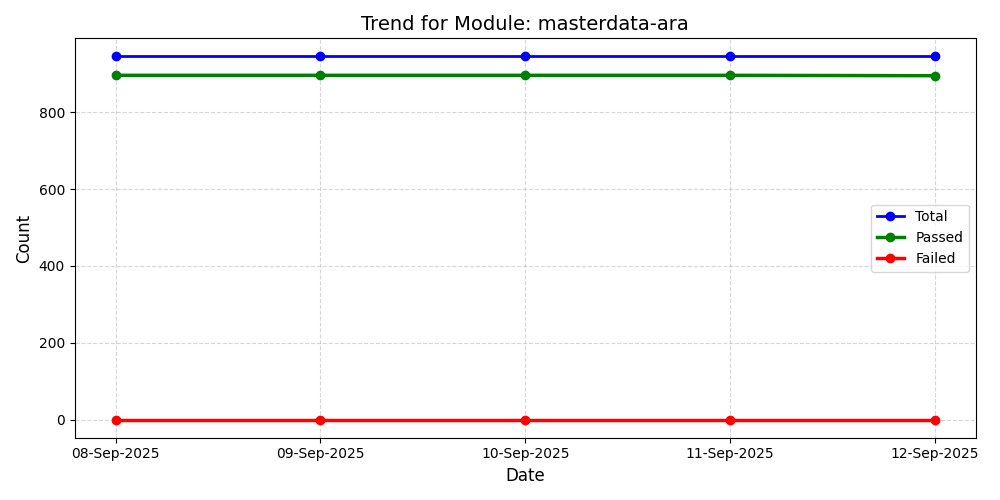 Trend for Module: masterdata-ara
Count
800
600
400
200
0
Total
Passed
Failed
08-Sep-2025
09-Sep-2025
10-Sep-2025
11-Sep-2025
12-Sep-2025
Date